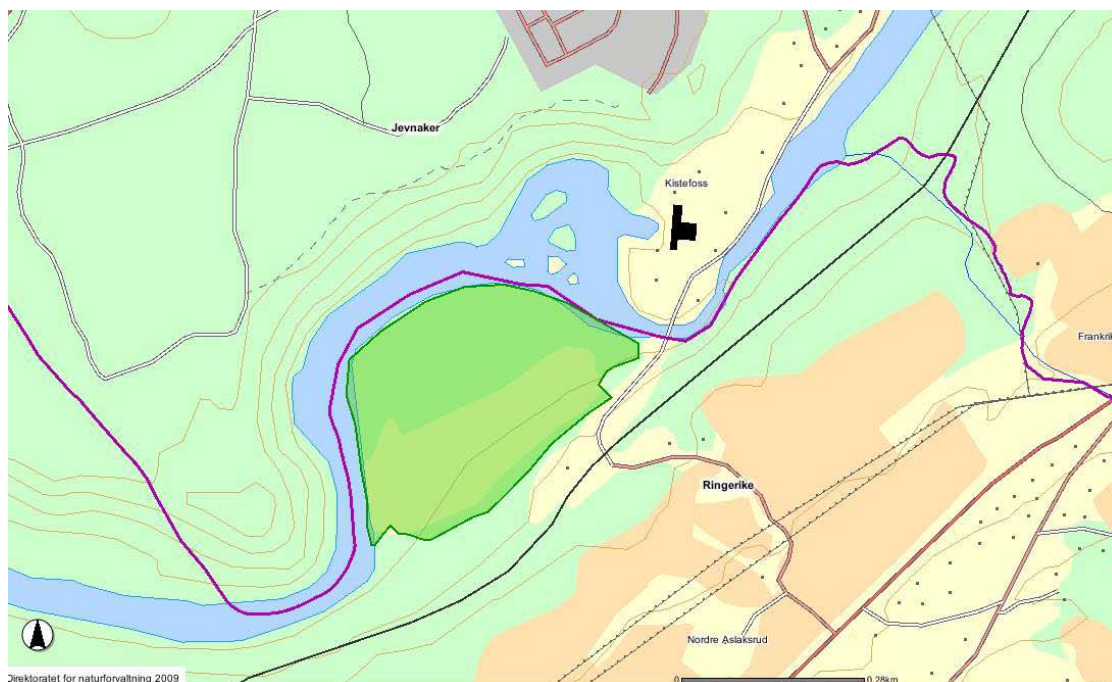 Jevnaker
Kistefoss
Frankrik
Ringerike
Nordre Aslaksrud
Direktoratet for naturforvaltning 2009
0 0.28km